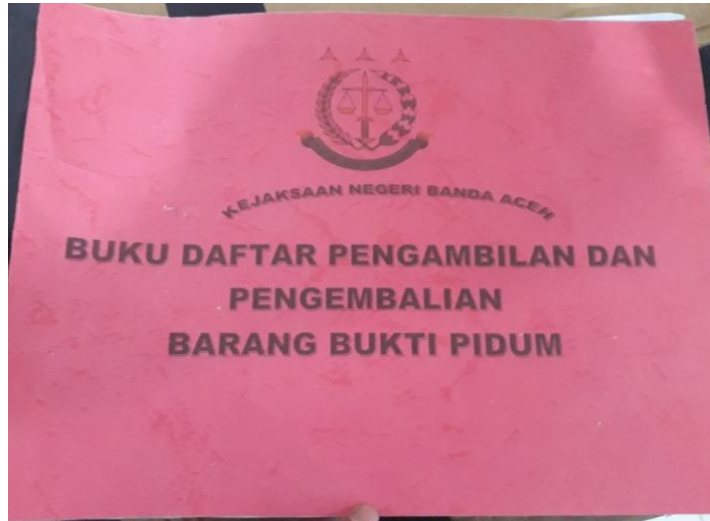 KEJAKSAAN NEGERI BANDA ACEH
BUKU DAFTAR PENGAMBILAN DAN
PENGEMBALIAN
BARANG BUKTI PIDUM